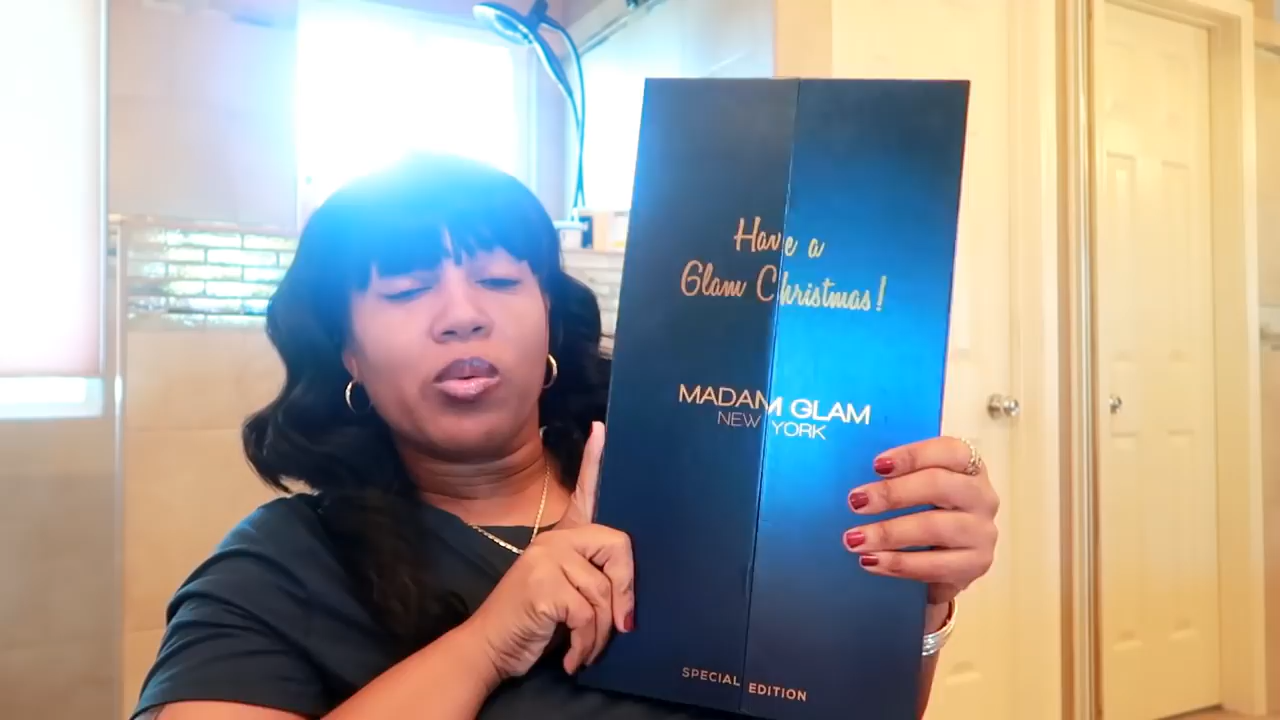 Have a
Glam Christmas!
MADAM GLAM
NEW YORK
SPECIAL EDITION